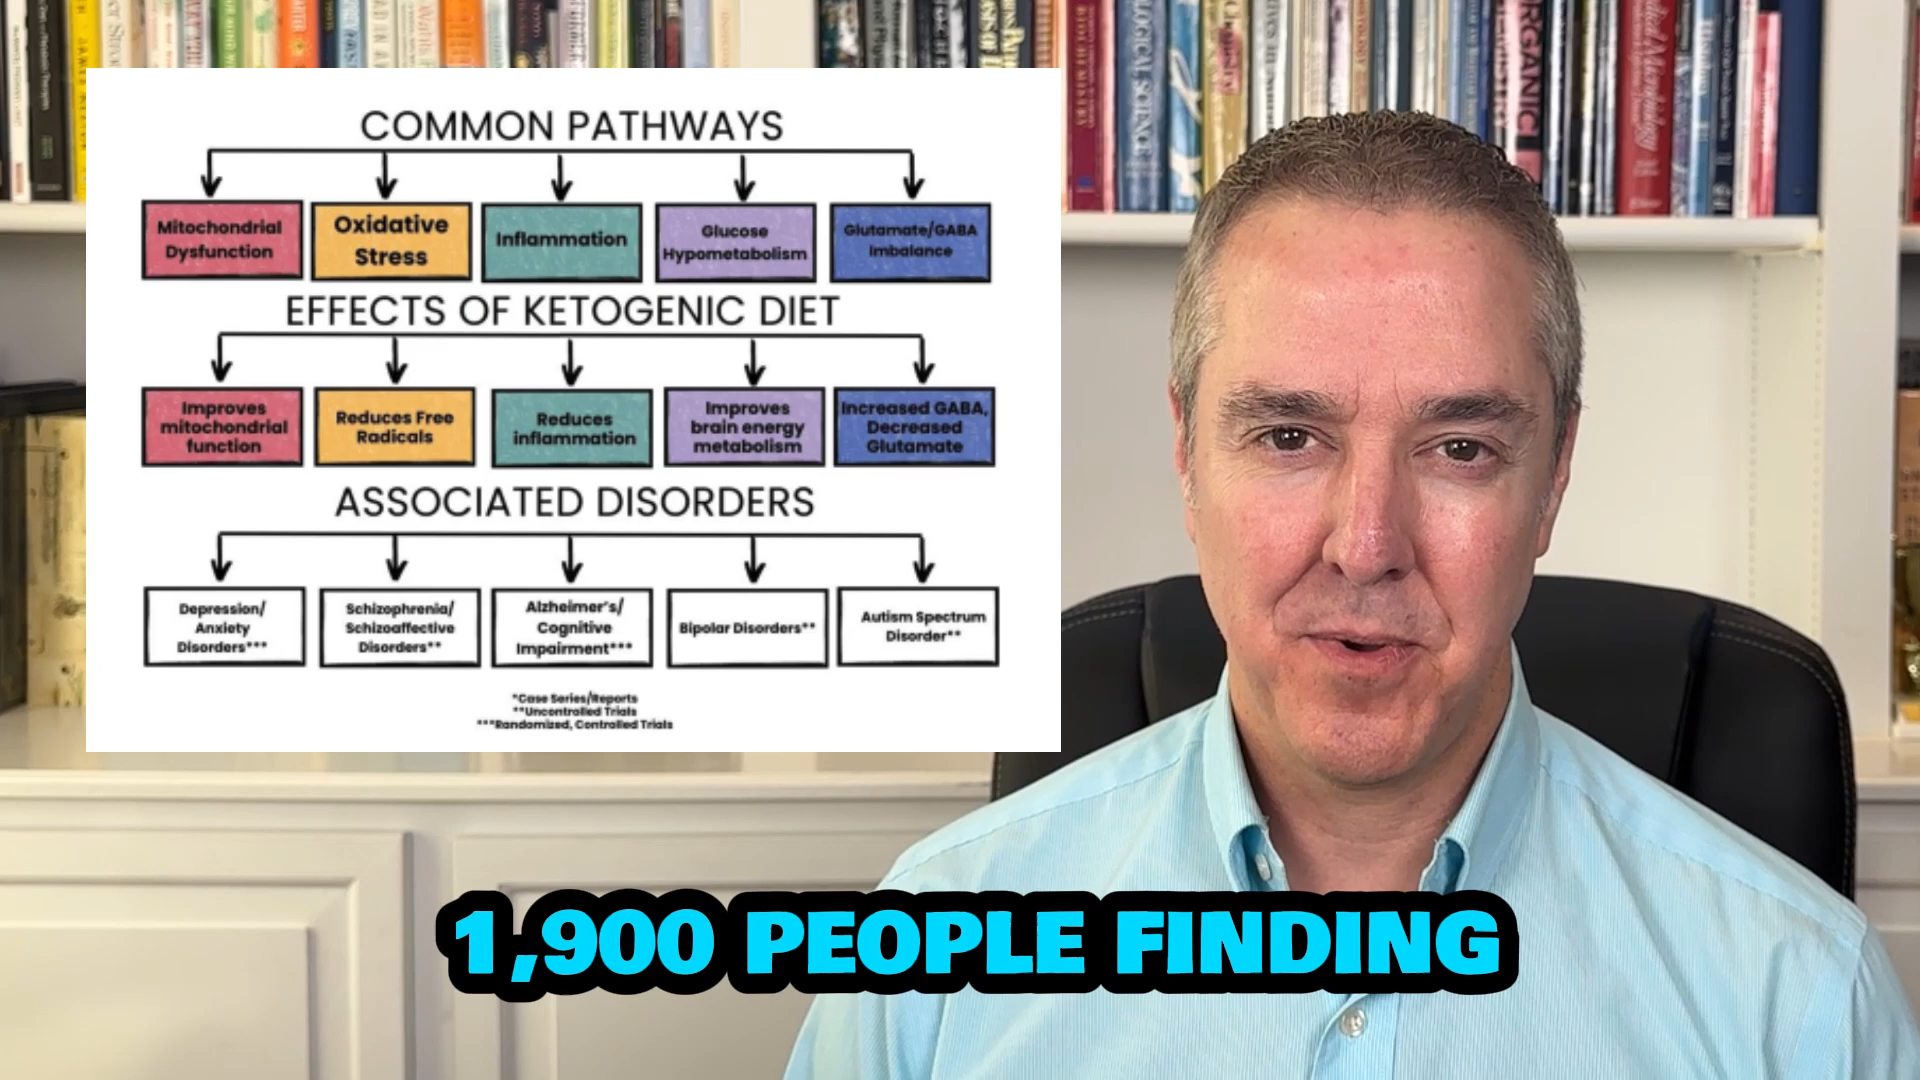 COMMON PATHWAYS
Mitochondrial
Dysfunction
Oxidative
Stress
Inflammation
Glucose
Hypometabolism
Glutamate/GABA
Imbalance
EFFECTS OF KETOGENIC DIET
Improves
mitochondrial
function
Reduces Free
Radicals
Reduces
inflammation
Improves
brain energy
metabolism
Increased GABA,
Decreased
Glutamate
ASSOCIATED DISORDERS
Depression/
Anxiety
Disorders***
Schizophrenia/
Schizoaffective
Disorders**
Alzheimer's/
Cognitive
Impairment***
Bipolar Disorders**
Autism Spectrum
Disorder**
*Case Series/Reports
**Uncontrolled Trials
***Randomized, Controlled Trials
BIOCHEMISTRY
ORGANIC
CHEMISTRY
1,900 PEOPLE FINDING